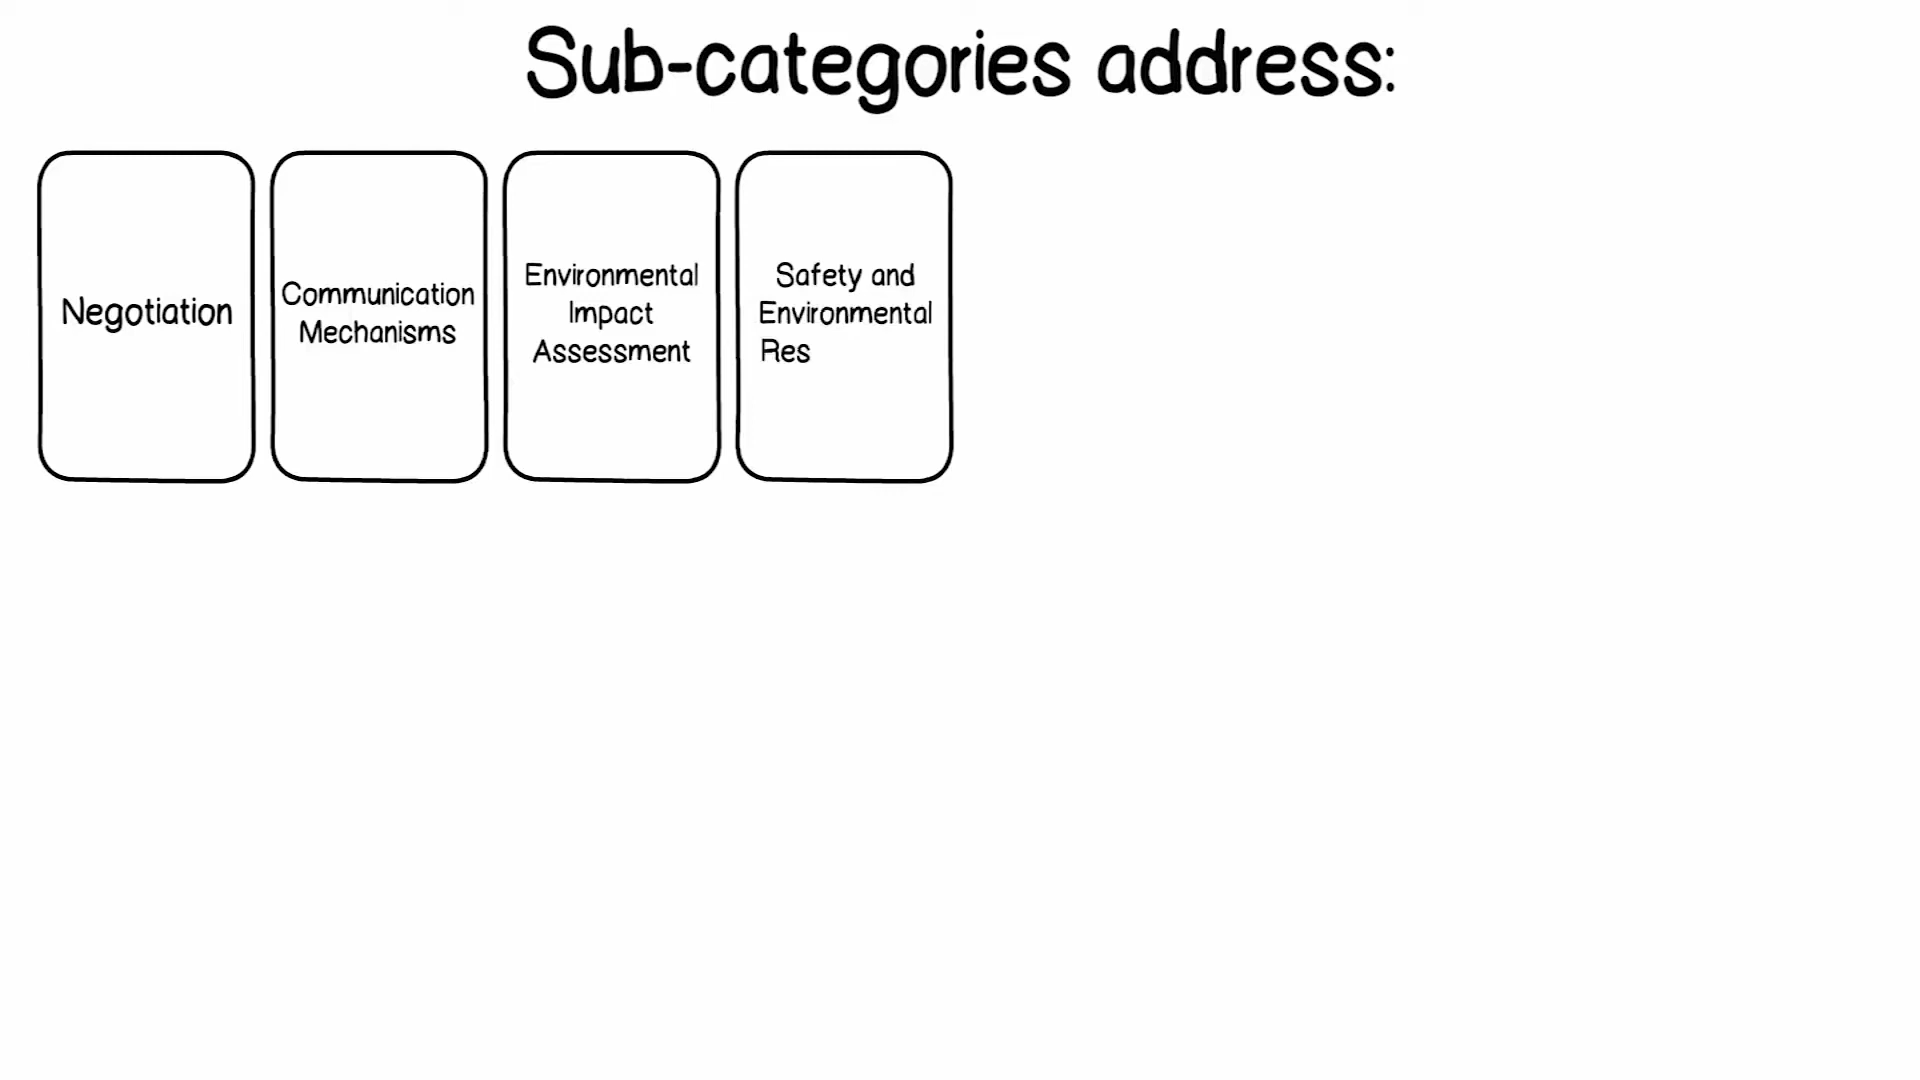 Sub-categories address:
Negotiation
Communication
Mechanisms
Environmental
Impact
Assessment
Safety and
Environmental
Res